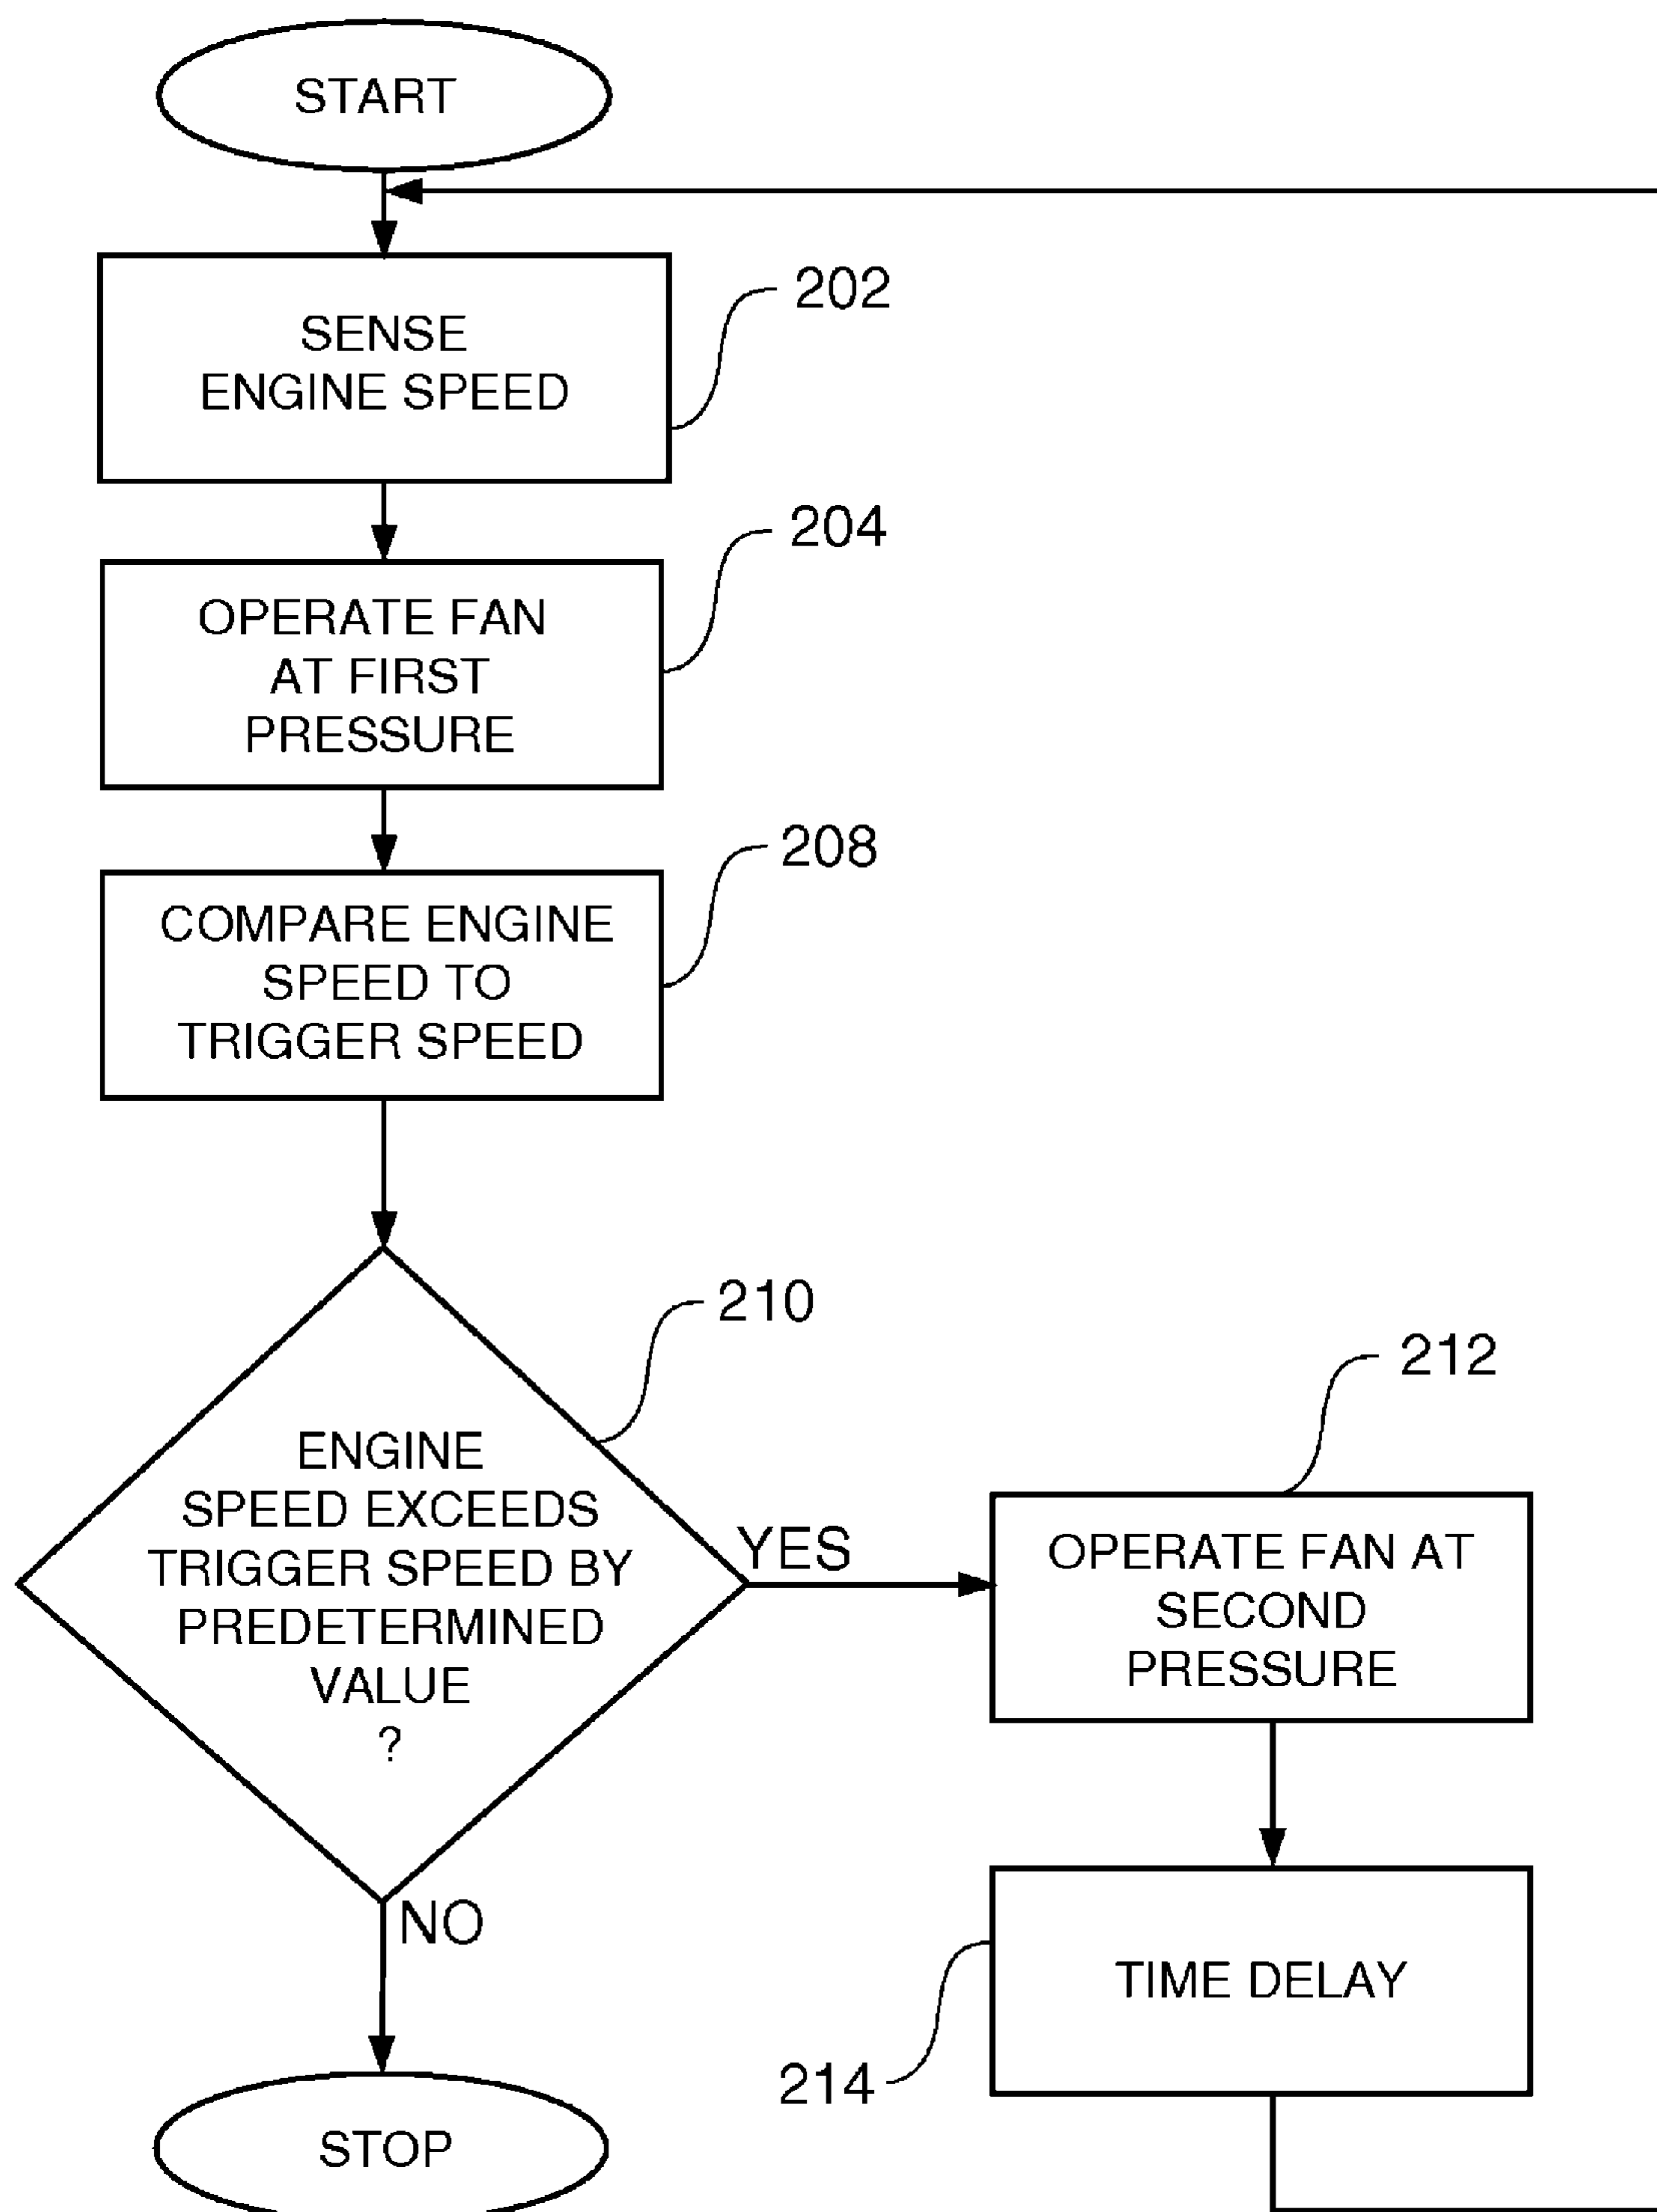 START
202
SENSE
ENGINE SPEED
204
OPERATE FAN
AT FIRST
PRESSURE
208
COMPARE ENGINE
SPEED TO
TRIGGER SPEED
210
ENGINE
SPEED EXCEEDS
TRIGGER SPEED BY
PREDETERMINED
VALUE
?
YES
212
OPERATE FAN AT
SECOND
PRESSURE
NO
TIME DELAY
214
STOP